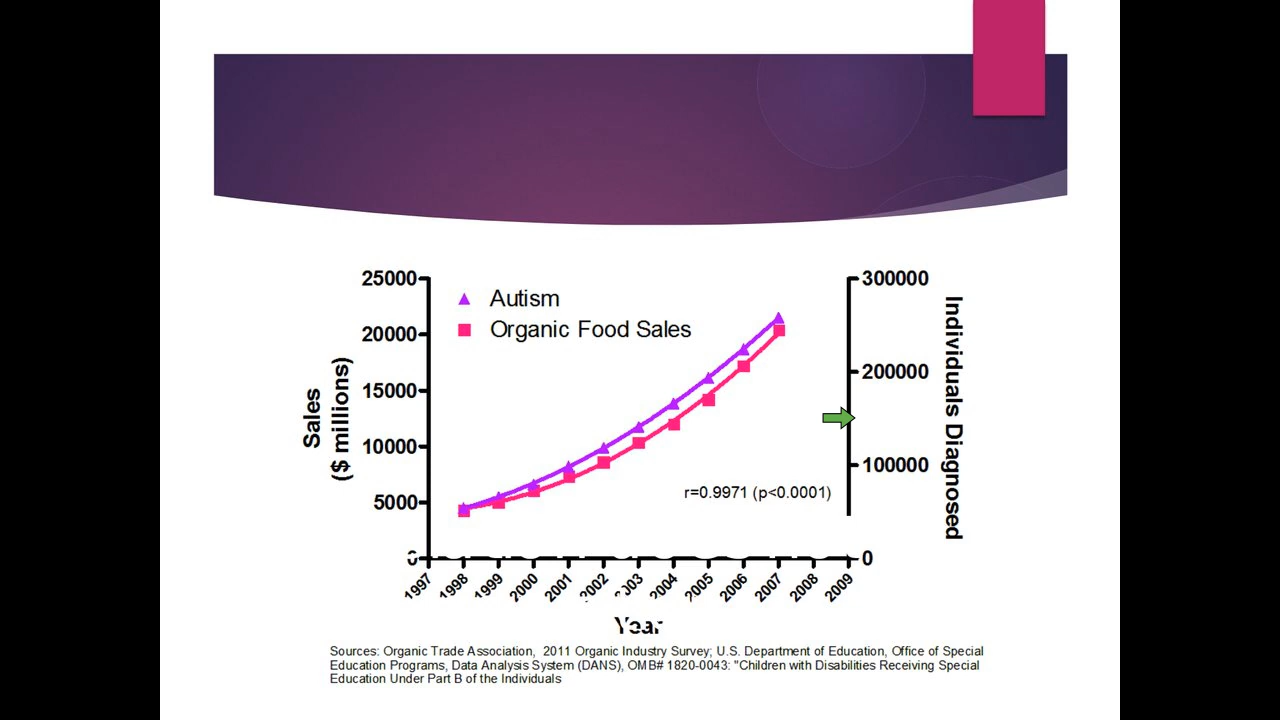 25000
20000
15000
10000
5000
Sales
($ millions)
Autism
Organic Food Sales
r=0.9971 (p<0.0001)
300000
200000
100000
0
Individuals Diagnosed
1997
1998
1999
2000
2001
2002
2003
2004
2005
2006
2007
2008
2009
Year
Sources: Organic Trade Association, 2011 Organic Industry Survey; U.S. Department of Education, Office of Special
Education Programs, Data Analysis System (DANS), OMB# 1820-0043: "Children with Disabilities Receiving Special
Education Under Part B of the Individuals